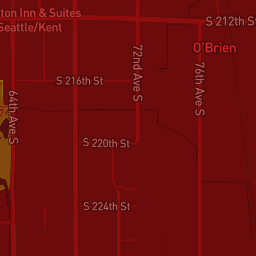 ton Inn & Suites
Seattle/Kent
S 212th St
O'Brien
72nd Ave S
76th Ave S
64th Ave S
S 216th St
S 220th St
S 224th St